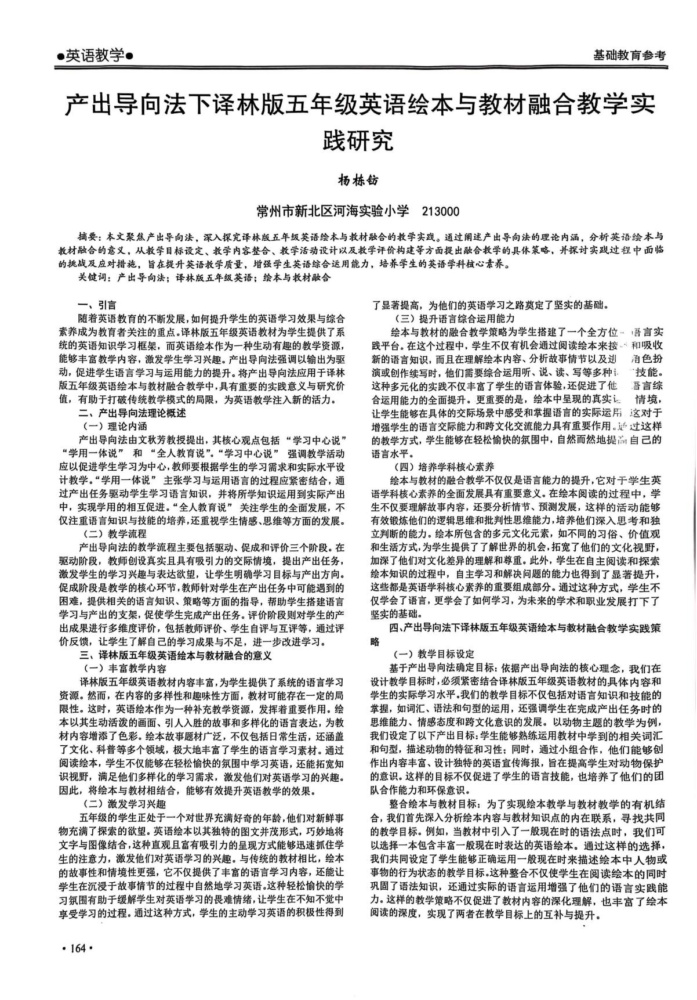 ●英语教学●
基础教育参考
产出导向法下译林版五年级英语绘本与教材融合教学实
践研究
杨栋钫
常州市新北区河海实验小学 213000
摘要：本文聚焦产出导向法，深入探究译林版五年级英语绘本与教材融合的教学实践。通过阐述产出导向法的理论内涵，分析英语绘本与
教材融合的意义，从教学目标设定、教学内容整合、教学活动设计以及教学评价构建等方面提出融合教学的具体策略，并探讨实践过程中面临
的挑战及应对措施，旨在提升英语教学质量，增强学生英语综合运用能力，培养学生的英语学科核心素养。
关键词：产出导向法；译林版五年级英语；绘本与教材融合
一、引言
随着英语教育的不断发展，如何提升学生的英语学习效果与综合
素养成为教育者关注的重点。译林版五年级英语教材为学生提供了系
统的英语知识学习框架，而英语绘本作为一种生动有趣的教学资源，
能够丰富教学内容，激发学生学习兴趣。产出导向法强调以输出为驱
动，促进学生语言学习与运用能力的提升。将产出导向法应用于译林
版五年级英语绘本与教材融合教学中，具有重要的实践意义与研究价
值，有助于打破传统教学模式的局限，为英语教学注入新的活力。
二、产出导向法理论概述
（一）理论内涵
产出导向法由文秋芳教授提出，其核心观点包括“学习中心说”
“学用一体说” 和 “全人教育说”。“学习中心说” 强调教学活动
应以促进学生学习为中心，教师要根据学生的学习需求和实际水平设
计教学。“学用一体说” 主张学习与运用语言的过程应紧密结合，通
过产出任务驱动学生学习语言知识，并将所学知识运用到实际产出
中，实现学用的相互促进。“全人教育说” 关注学生的全面发展，不
仅注重语言知识与技能的培养，还重视学生情感、思维等方面的发展。
（二）教学流程
产出导向法的教学流程主要包括驱动、促成和评价三个阶段。在
驱动阶段，教师创设真实且具有吸引力的交际情境，提出产出任务，
激发学生的学习兴趣与表达欲望，让学生明确学习目标与产出方向。
促成阶段是教学的核心环节，教师针对学生在产出任务中可能遇到的
困难，提供相关的语言知识、策略等方面的指导，帮助学生搭建语言
学习与产出的支架，促使学生完成产出任务。评价阶段则对学生的产
出成果进行多维度评价，包括教师评价、学生自评与互评等，通过评
价反馈，让学生了解自己的学习成果与不足，进一步改进学习。
三、译林版五年级英语绘本与教材融合的意义
（一）丰富教学内容
译林版五年级英语教材内容丰富，为学生提供了系统的语言学习
资源。然而，在内容的多样性和趣味性方面，教材可能存在一定的局
限性。这时，英语绘本作为一种补充教学资源，发挥着重要作用。绘
本以其生动活泼的画面、引人入胜的故事和多样化的语言表达，为教
材内容增添了色彩。绘本故事题材广泛，不仅包括日常生活，还涵盖
了文化、科普等多个领域，极大地丰富了学生的语言学习素材。通过
阅读绘本，学生不仅能够在轻松愉快的氛围中学习英语，还能拓宽知
识视野，满足他们多样化的学习需求，激发他们对英语学习的兴趣。
因此，将绘本与教材相结合，能够有效提升英语教学的效果。
（二）激发学习兴趣
五年级的学生正处于一个对世界充满好奇的年龄，他们对新鲜事
物充满了探索的欲望。英语绘本以其独特的图文并茂形式，巧妙地将
文字与图像结合，这种直观且富有吸引力的呈现方式能够迅速抓住学
生的注意力，激发他们对英语学习的兴趣。与传统的教材相比，绘本
的故事性和情境性更强，它不仅提供了丰富的语言学习内容，还能让
学生在沉浸于故事情节的过程中自然地学习英语。这种轻松愉快的学
习氛围有助于缓解学生对英语学习的畏难情绪，让学生在不知不觉中
享受学习的过程。通过这种方式，学生的主动学习英语的积极性得到
了显著提高，为他们的英语学习之路奠定了坚实的基础。
（三）提升语言综合运用能力
绘本与教材的融合教学策略为学生搭建了一个全方位 语言实
践平台。在这个过程中，学生不仅有机会通过阅读绘本来接 和吸收
新的语言知识，而且在理解绘本内容、分析故事情节以及进 角色扮
演或创作续写时，他们需要综合运用听、说、读、写等多种 技能。
这种多元化的实践不仅丰富了学生的语言体验，还促进了他 语言综
合运用能力的全面提升。更重要的是，绘本中呈现的真实 情境，
让学生能够在具体的交际场景中感受和掌握语言的实际运用 这对于
增强学生的语言交际能力和跨文化交流能力具有重要作用。通过这样
的教学方式，学生能够在轻松愉快的氛围中，自然而然地提高自己的
语言水平。
（四）培养学科核心素养
绘本与教材的融合教学不仅仅是语言能力的提升，它对于学生英
语学科核心素养的全面发展具有重要意义。在绘本阅读的过程中，学
生不仅要理解故事内容，还要分析情节、预测发展，这样的活动能够
有效锻炼他们的逻辑思维和批判性思维能力，培养他们深入思考和独
立判断的能力。绘本所包含的多元文化元素，如不同的习俗、价值观
和生活方式，为学生提供了了解世界的机会，拓宽了他们的文化视野，
加深了他们对文化差异的理解和尊重。此外，学生在自主阅读和探索
绘本知识的过程中，自主学习和解决问题的能力也得到了显著提升，
这些都是英语学科核心素养的重要组成部分。通过这种方式，学生不
仅学会了语言，更学会了如何学习，为未来的学术和职业发展打下了
坚实的基础。
四、产出导向法下译林版五年级英语绘本与教材融合教学实践策
略
（一）教学目标设定
基于产出导向法确定目标：依据产出导向法的核心理念，我们在
设计教学目标时，必须紧密结合译林版五年级英语教材的具体内容和
学生的实际学习水平。我们的教学目标不仅包括对语言知识和技能的
掌握，如词汇、语法和句型的运用，还强调学生在完成产出任务时的
思维能力、情感态度和跨文化意识的发展。以动物主题的教学为例，
我们设定了以下产出目标：学生能够熟练运用教材中学到的相关词汇
和句型，描述动物的特征和习性；同时，通过小组合作，他们能够创
作出内容丰富、设计独特的英语宣传海报，旨在提高学生对动物保护
的意识。这样的目标不仅促进了学生的语言技能，也培养了他们的团
队合作能力和环保意识。
整合绘本与教材目标：为了实现绘本教学与教材教学的有机结
合，我们首先深入分析绘本内容与教材知识点的内在联系，寻找共同
的教学目标。例如，当教材中引入了一般现在时的语法点时，我们可
以选择一本包含丰富一般现在时表达的英语绘本。通过这样的选择，
我们共同设定了学生能够正确运用一般现在时来描述绘本中人物或
事物的行为状态的教学目标。这种整合不仅使学生在阅读绘本的同时
巩固了语法知识，还通过实际的语言运用增强了他们的语言实践能
力。这样的教学策略不仅促进了教材内容的深化理解，也丰富了绘本
阅读的深度，实现了两者在教学目标上的互补与提升。
·164·